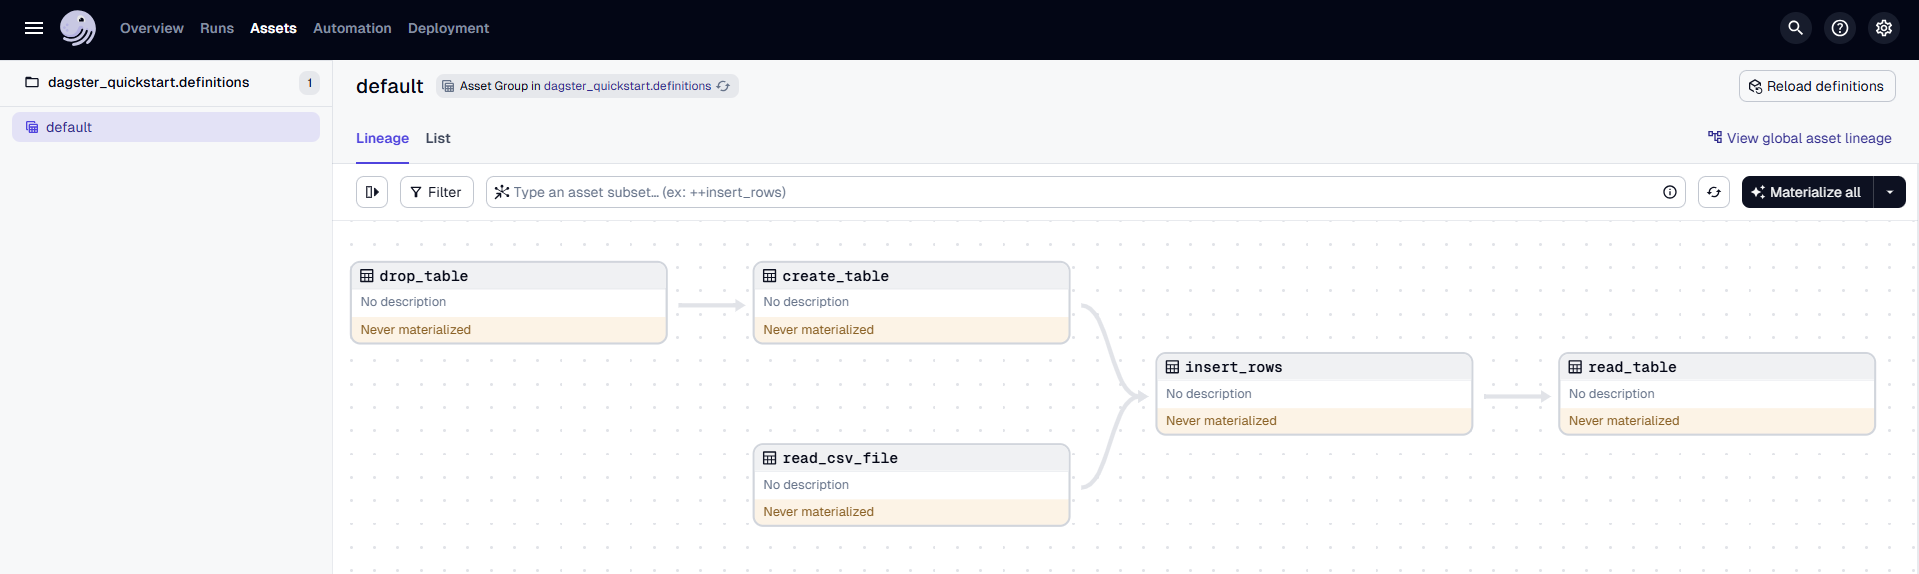 Overview Runs Assets Automation Deployment
dagster_quickstart.definitions 1
default
default Asset Group in dagster_quickstart.definitions
Reload definitions
Lineage List
View global asset lineage
Filter
Type an asset subset... (ex: ++insert_rows)
Materialize all
drop_table
No description
Never materialized
create_table
No description
Never materialized
read_csv_file
No description
Never materialized
insert_rows
No description
Never materialized
read_table
No description
Never materialized